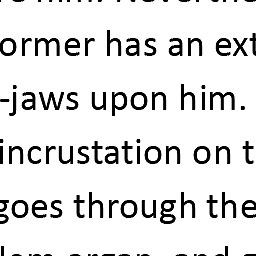 ormer has an ext
-jaws upon him.
incrustation on t
goes through the